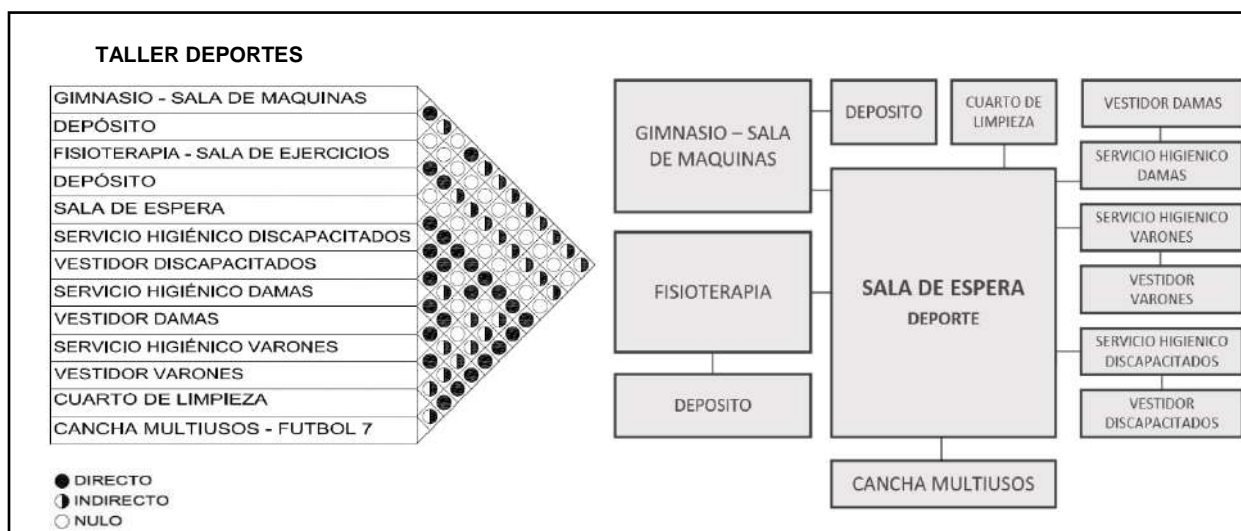 TALLER DEPORTES
GIMNASIO - SALA DE MAQUINAS
DEPÓSITO
FISIOTERAPIA - SALA DE EJERCICIOS
DEPÓSITO
SALA DE ESPERA
SERVICIO HIGIÉNICO DISCAPACITADOS
VESTIDOR DISCAPACITADOS
SERVICIO HIGIÉNICO DAMAS
VESTIDOR DAMAS
SERVICIO HIGIÉNICO VARONES
VESTIDOR VARONES
CUARTO DE LIMPIEZA
CANCHA MULTIUSOS - FUTBOL 7
DIRECTO
INDIRECTO
NULO
GIMNASIO – SALA
DE MAQUINAS
DEPOSITO
CUARTO DE
LIMPIEZA
VESTIDOR DAMAS
SERVICIO HIGIENICO
DAMAS
SERVICIO HIGIENICO
VARONES
VESTIDOR
VARONES
FISIOTERAPIA
SALA DE ESPERA
DEPORTE
SERVICIO HIGIENICO
DISCAPACITADOS
VESTIDOR
DISCAPACITADOS
DEPOSITO
CANCHA MULTIUSOS